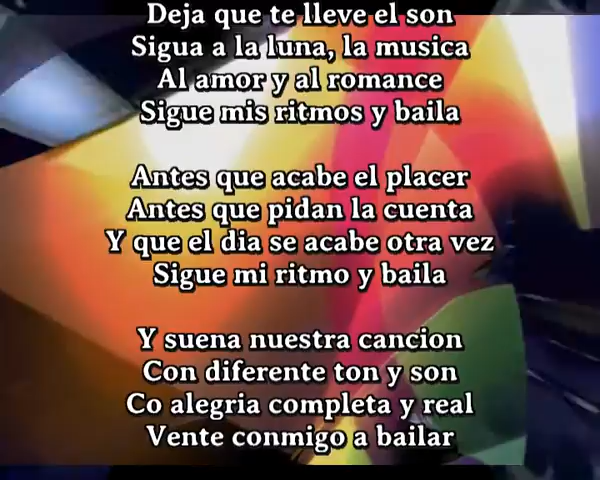 Deja que te lleve el son
Sigua a la luna, la musica
Al amor y al romance
Sigue mis ritmos y baila
Antes que acabe el placer
Antes que pidan la cuenta
Y que el dia se acabe otra vez
Sigue mi ritmo y baila
Y suena nuestra cancion
Con diferente ton y son
Co alegria completa y real
Vente conmigo a bailar